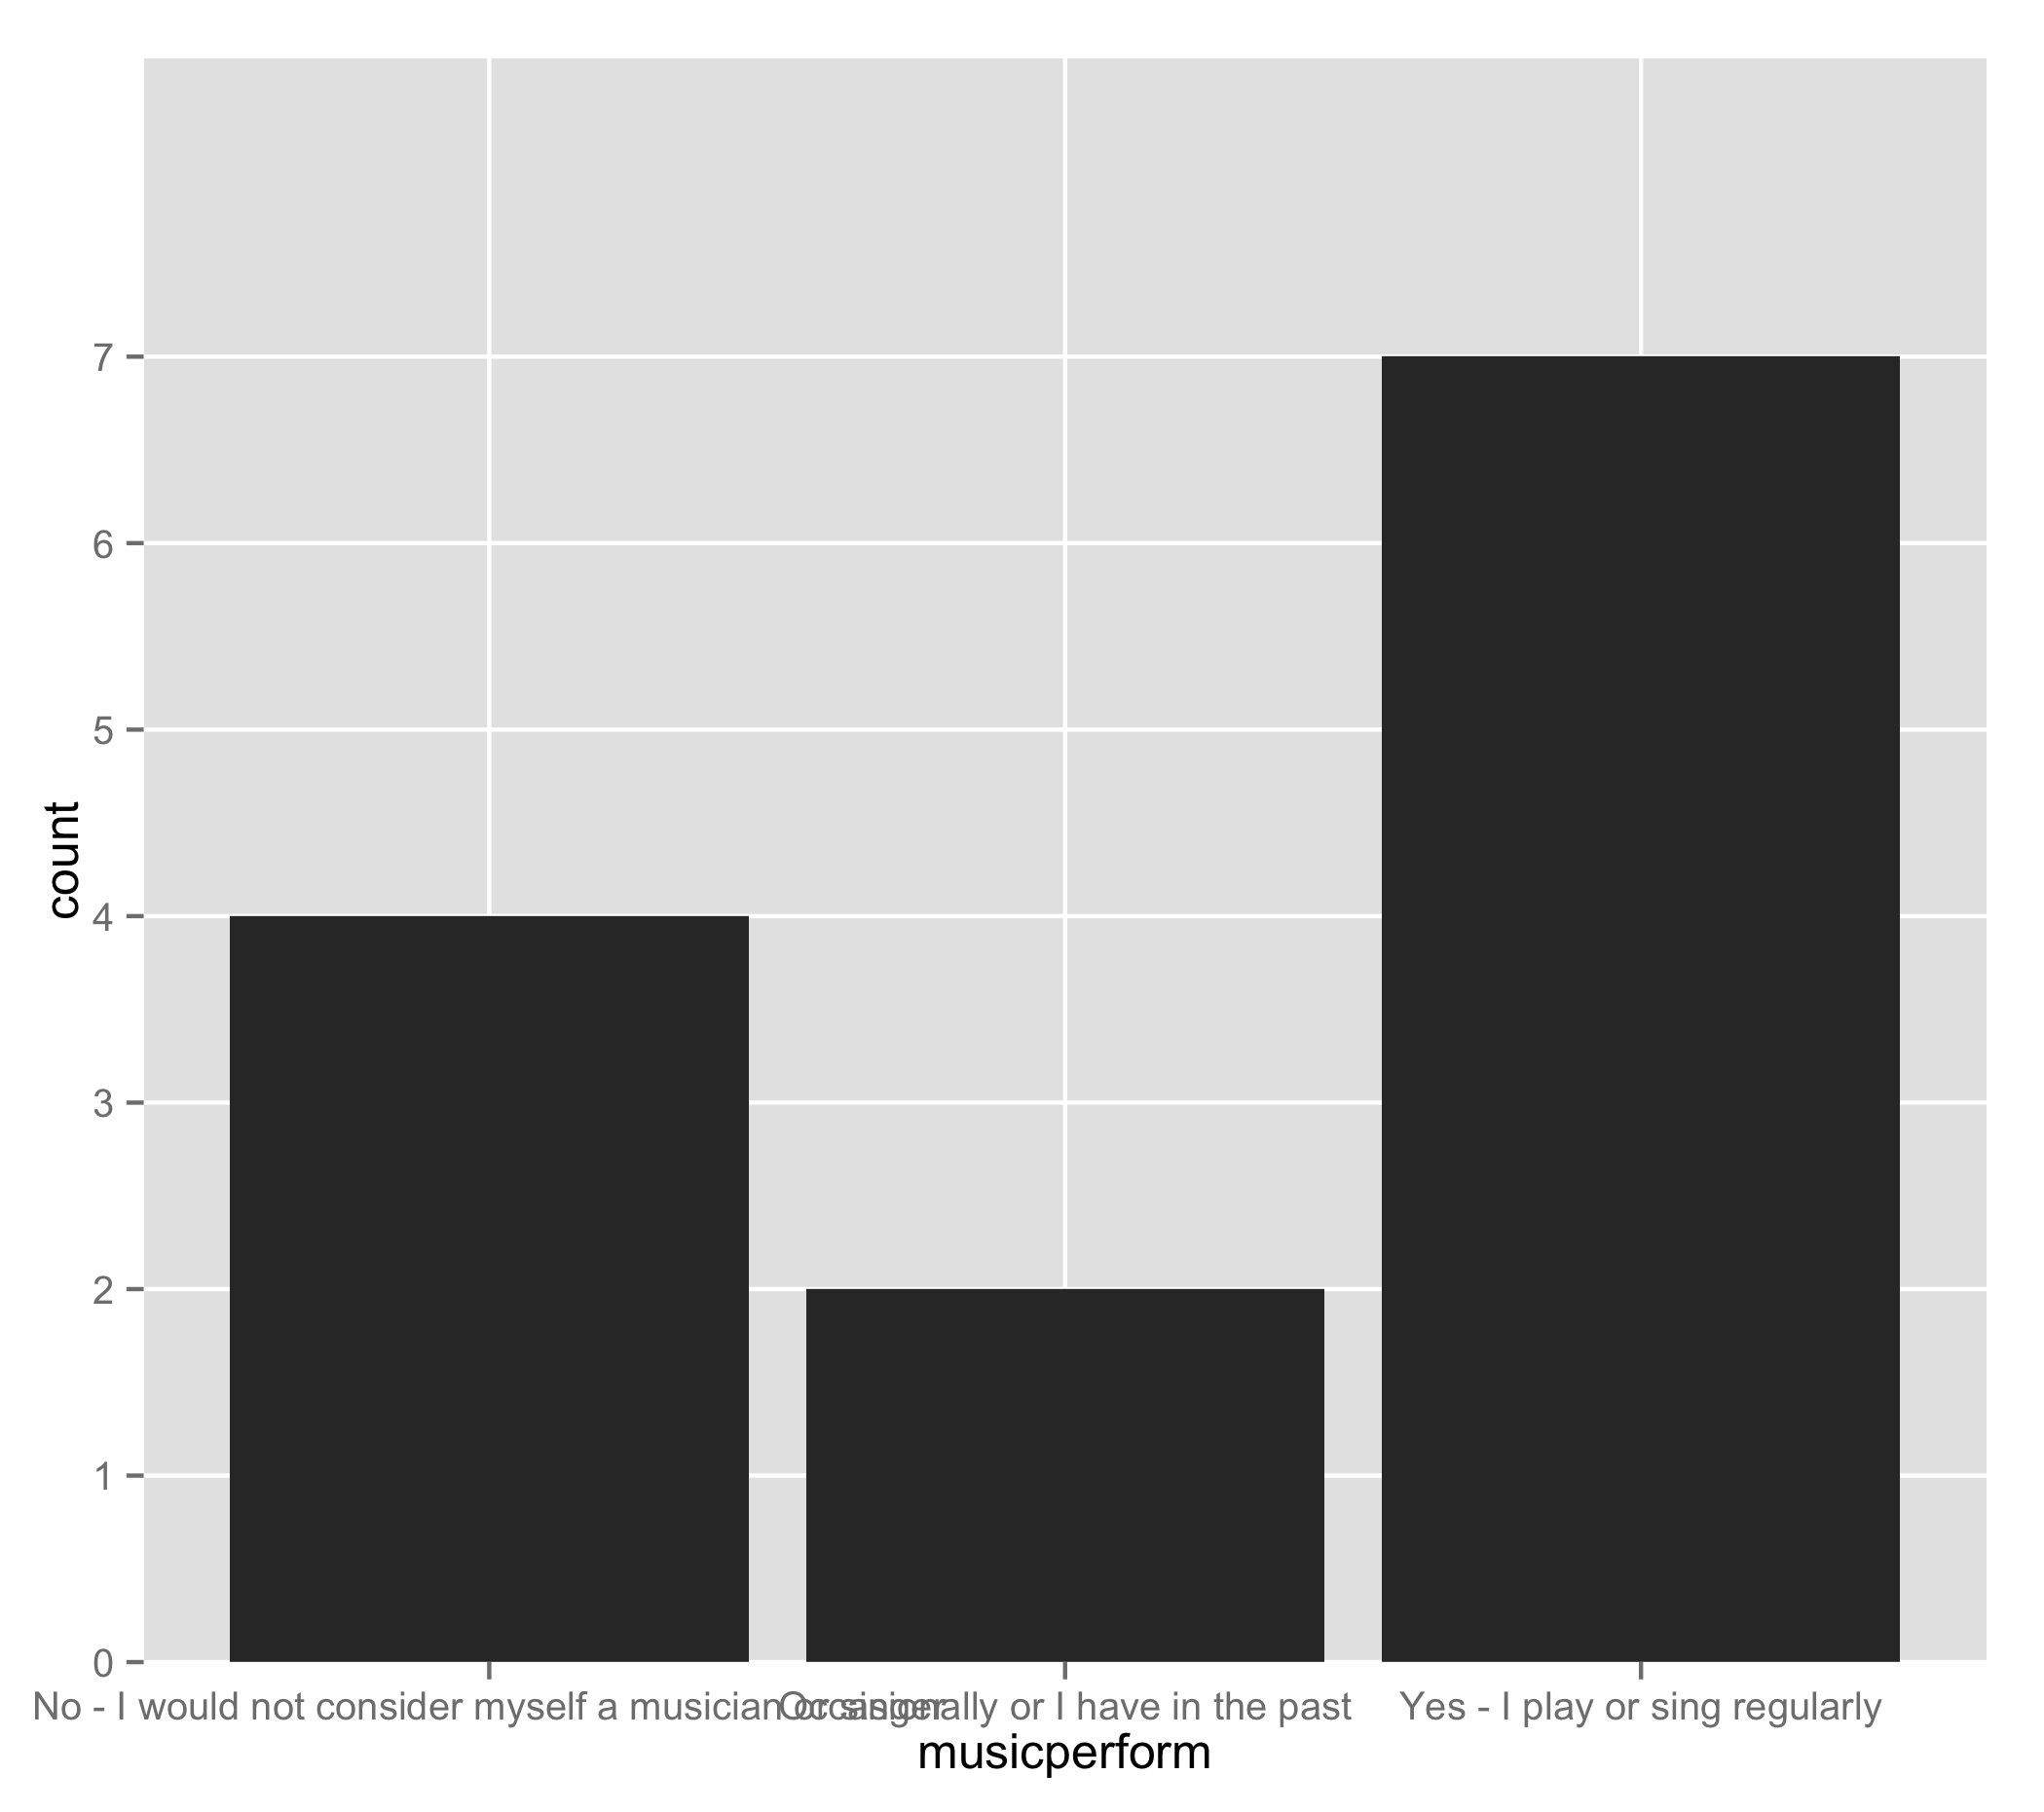 7
6
5
4
3
2
1
0
count
No - I would not consider myself a musician or singer
Occasionally or I have in the past
Yes - I play or sing regularly
musicperform